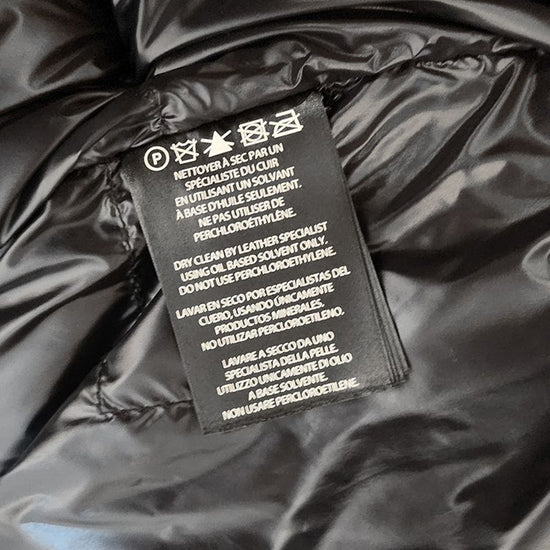 P
NETTOYER À SEC PAR UN
SPÉCIALISTE DU CUIR
EN UTILISANT UN SOLVANT
À BASE D'HUILE SEULEMENT.
NE PAS UTILISER DE
PERCHLOROÉTHYLÈNE.
DRY CLEAN BY LEATHER SPECIALIST
USING OIL BASED SOLVENT ONLY.
DO NOT USE PERCHLOROETHYLENE.
LAVAR EN SECO POR ESPECIALISTAS DEL
CUERO, USANDO ÚNICAMENTE
PRODUCTOS MINERALES.
NO UTILIZAR PERCLOROETILENO.
LAVARE A SECCO DA UNO
SPECIALISTA DELLA PELLE.
UTILIZZO UNICAMENTE DI OLIO
A BASE SOLVENTE.
NON USARE PERCLOROETILENE.